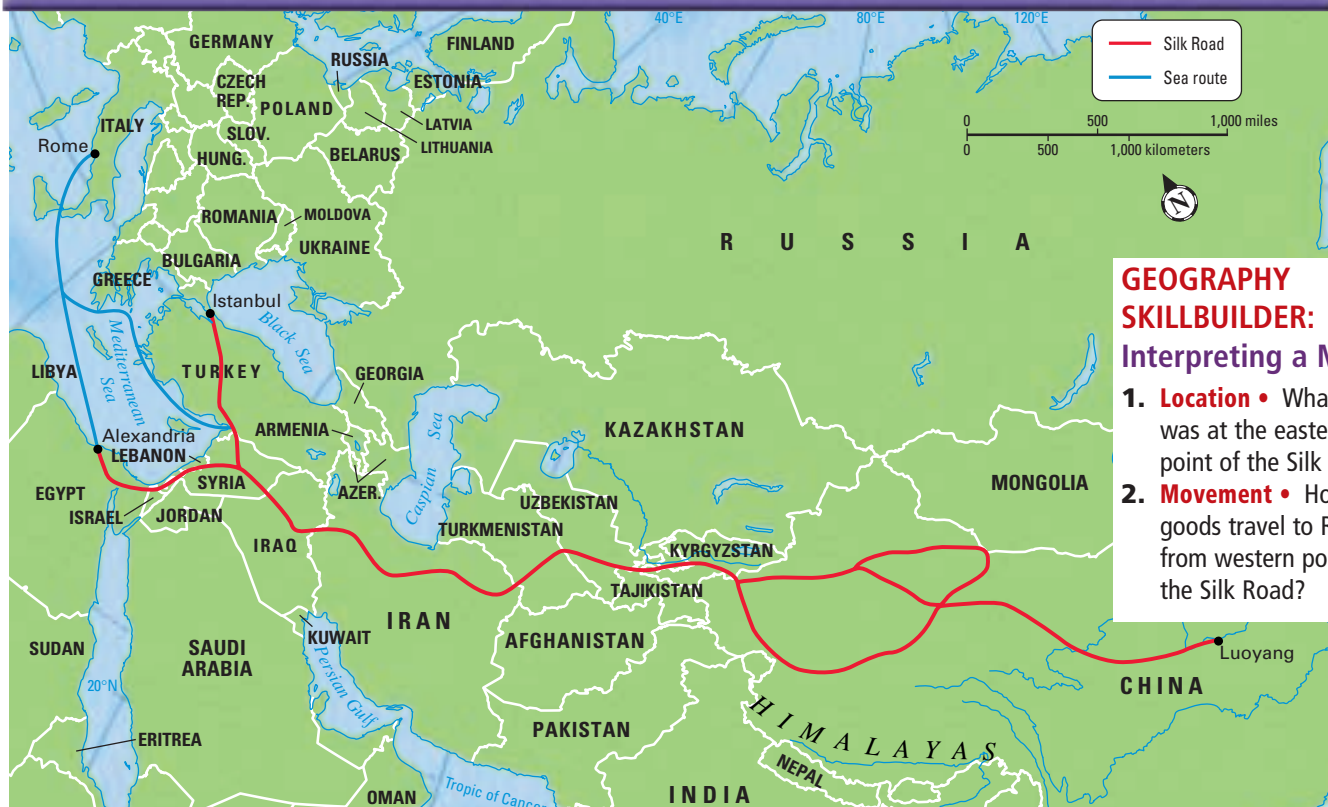 40°E
80°E
120°E
Silk Road
Sea route
0 500 1,000 miles
0 500 1,000 kilometers
N
GERMANY
FINLAND
RUSSIA
CZECH
REP.
ESTONIA
POLAND
ITALY
LATVIA
SLOV.
LITHUANIA
Rome
HUNG.
BELARUS
ROMANIA
MOLDOVA
UKRAINE
RUSSIA
BULGARIA
GREECE
Istanbul
Black Sea
Mediterranean
Sea
LIBYA
TURKEY
GEORGIA
Caspian Sea
ARMENIA
KAZAKHSTAN
Alexandria
LEBANON
SYRIA
AZER.
MONGOLIA
EGYPT
UZBEKISTAN
ISRAEL
JORDAN
TURKMENISTAN
IRAQ
KYRGYZSTAN
TAJIKISTAN
IRAN
KUWAIT
AFGHANISTAN
SUDAN
SAUDI
ARABIA
Persian Gulf
Luoyang
CHINA
20°N
PAKISTAN
HIMALAYAS
ERITREA
NEPAL
OMAN
Tropic of Cancer
INDIA
GEOGRAPHY
SKILLBUILDER:
Interpreting a M
1. Location • Wha
was at the easte
point of the Silk
2. Movement • Ho
goods travel to R
from western po
the Silk Road?